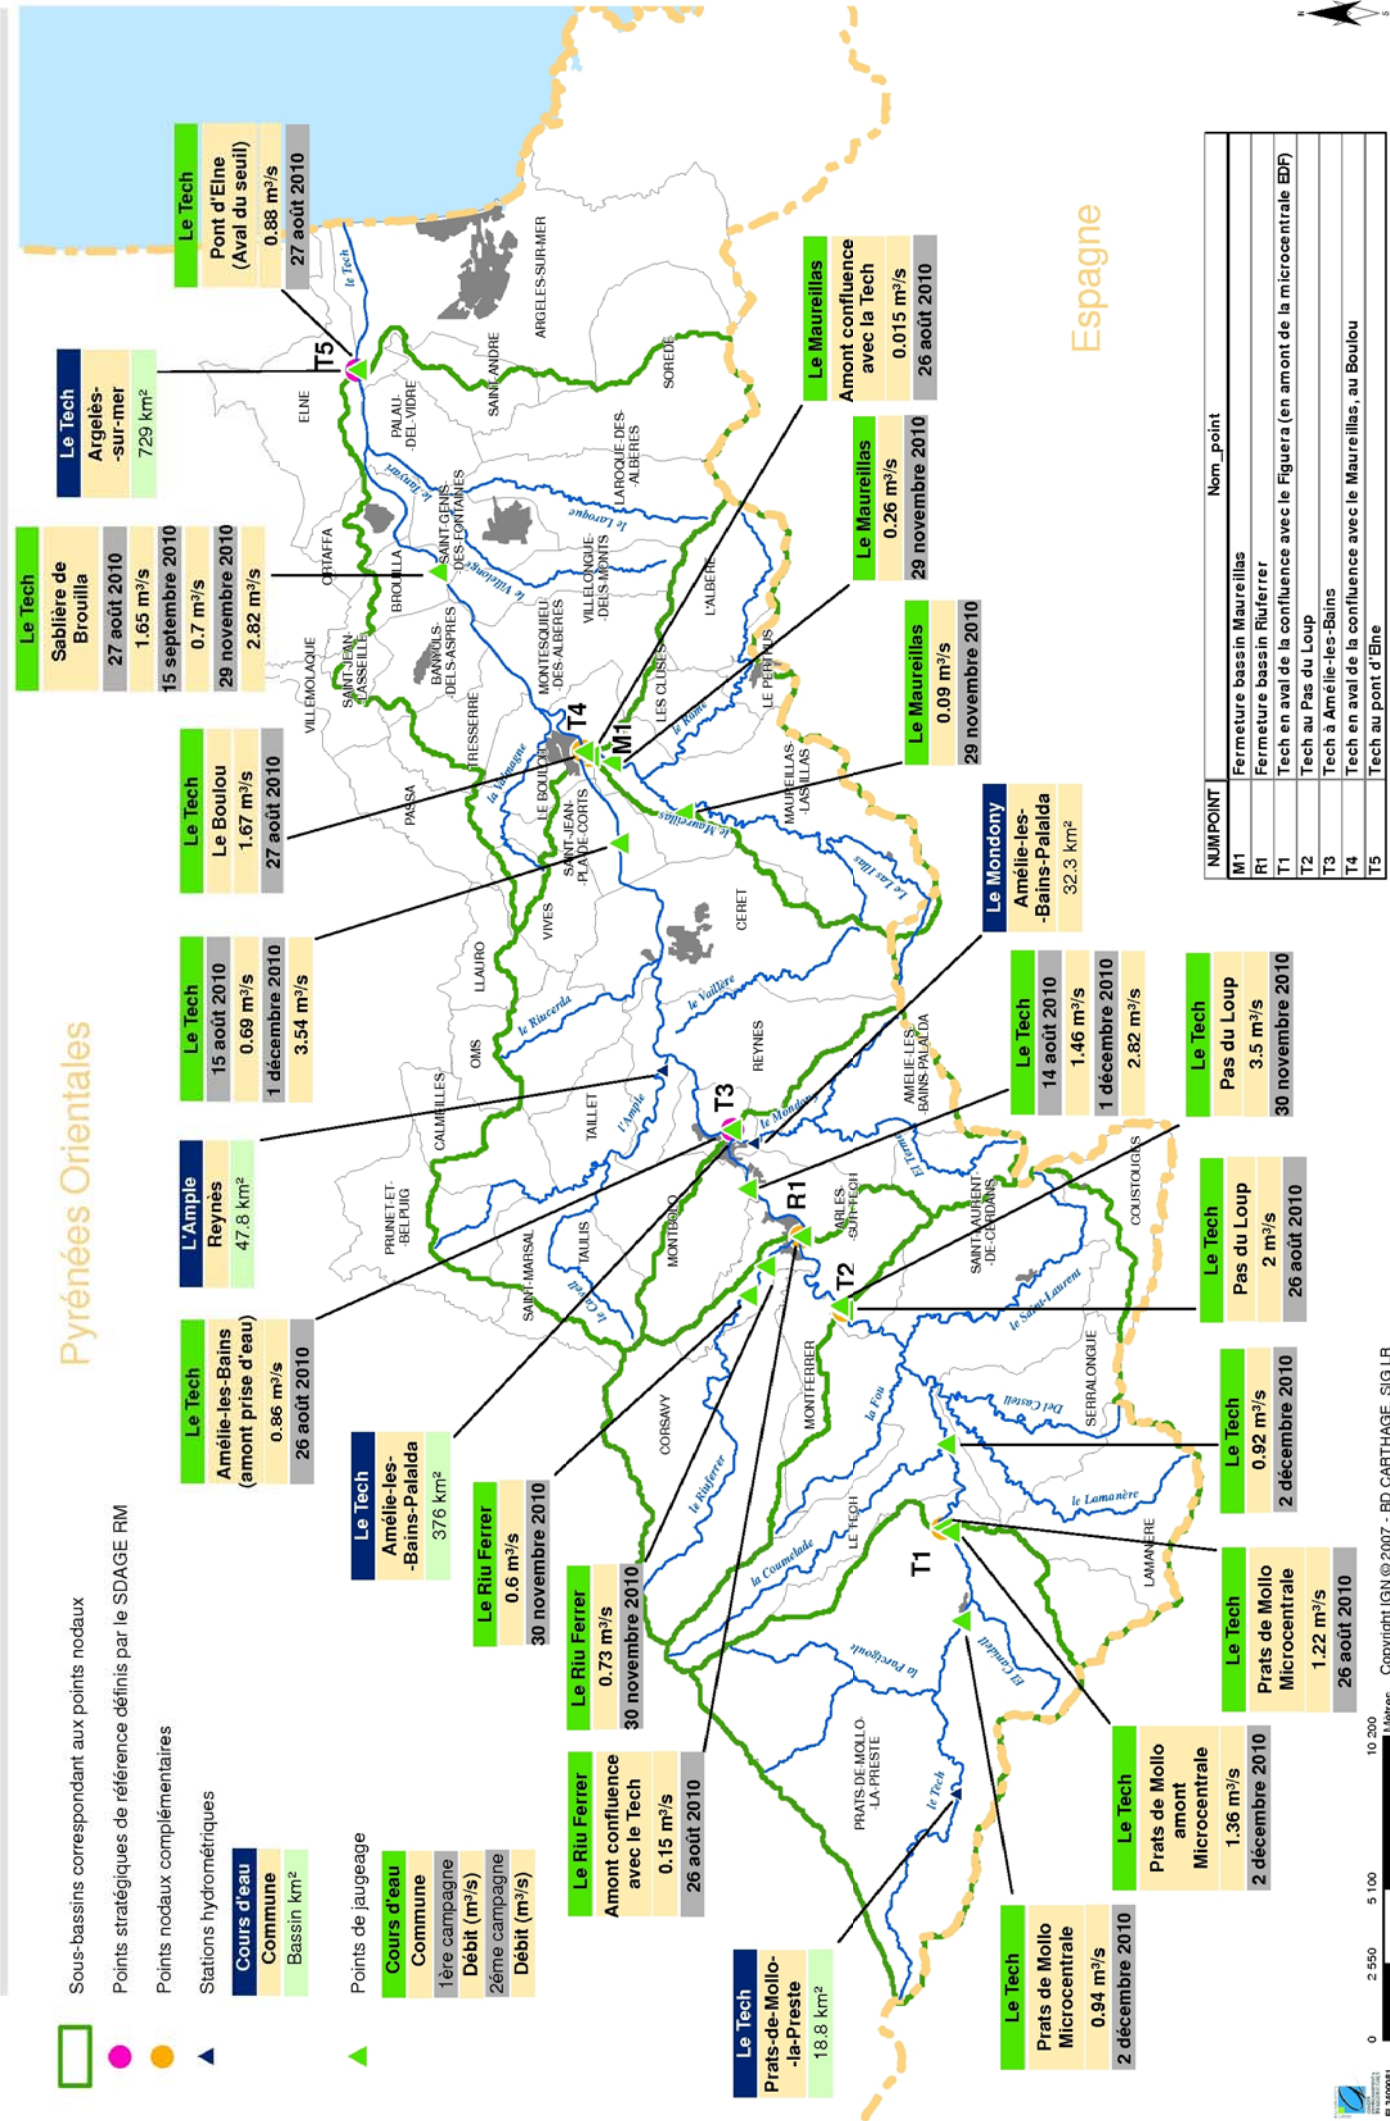 Pyrénées Orientales
Sous-bassins correspondant aux points nodaux
Points stratégiques de référence définis par le SDAGE RM
Points nodaux complémentaires
Stations hydrométriques
Cours d'eau
Commune
Bassin km²
Points de jaugeage
Cours d'eau
Commune
1ère campagne
Débit (m³/s)
2éme campagne
Débit (m³/s)
Le Tech
Amélie-les-Bains
(amont prise d'eau)
0.86 m³/s
26 août 2010
L'Ample
Reynès
47.8 km²
Le Tech
15 août 2010
0.69 m³/s
1 décembre 2010
3.54 m³/s
Le Tech
Le Boulou
1.67 m³/s
27 août 2010
Le Tech
Sablière de
Brouilla
27 août 2010
1.65 m³/s
15 septembre 2010
0.7 m³/s
29 novembre 2010
2.82 m³/s
Le Tech
Argelès-
-sur-mer
729 km²
Le Tech
Pont d'Elne
(Aval du seuil)
0.88 m³/s
27 août 2010
Le Tech
Amélie-les-
-Bains-Palalda
376 km²
Le Riu Ferrer
0.6 m³/s
30 novembre 2010
Le Riu Ferrer
0.73 m³/s
30 novembre 2010
Le Riu Ferrer
Amont confluence
avec le Tech
0.15 m³/s
26 août 2010
Le Tech
Prats-de-Mollo-
-la-Preste
18.8 km²
Le Tech
Prats de Mollo
Microcentrale
0.94 m³/s
2 décembre 2010
Le Tech
Prats de Mollo
amont
Microcentrale
1.36 m³/s
2 décembre 2010
Le Tech
Prats de Mollo
Microcentrale
1.22 m³/s
26 août 2010
Le Tech
0.92 m³/s
2 décembre 2010
Le Tech
Pas du Loup
2 m³/s
26 août 2010
Le Tech
Pas du Loup
3.5 m³/s
30 novembre 2010
Le Tech
14 août 2010
1.46 m³/s
1 décembre 2010
2.82 m³/s
Le Mondony
Amélie-les-
-Bains-Palalda
32.3 km²
Le Maureillas
0.09 m³/s
29 novembre 2010
Le Maureillas
0.26 m³/s
29 novembre 2010
Le Maureillas
Amont confluence
avec la Tech
0.015 m³/s
26 août 2010
Espagne
T1
T2
T3
T4
T5
R1
M1
PRUNET-ET-
-BELPUIG
CALMEILLES
OMS
LLAURO
PASSA
VILLEMOLAQUE
SAINT-JEAN-
-LASSEILLE
TRESSERRE
BANYULS-
-DELS-ASPRES
BROUILLA
ORTAFFA
ELNE
PALAU-
-DEL-VIDRE
SAINT-ANDRE
ARGELES-SUR-MER
SOREDE
LAROQUE-DES-
-ALBERES
SAINT-GENIS-
-DES-FONTAINES
VILLELONGUE-
-DELS-MONTS
MONTESQUIEU-
-DES-ALBERES
L'ALBERE
LES CLUSES
LE PERTHUS
LE BOULOU
SAINT-JEAN-
-PLA-DE-CORTS
MAUREILLAS-
-LAS-ILLAS
VIVES
CERET
REYNES
TAILLET
TAULIS
SAINT-MARSAL
MONTBOLO
AMELIE-LES-
-BAINS-PALALDA
ARLES-
-SUR-TECH
SAINT-LAURENT-
-DE-CERDANS
COUSTOUGES
CORSAVY
MONTFERRER
SERRALONGUE
LE TECH
LAMANERE
PRATS-DE-MOLLO-
-LA-PRESTE
le Tech
le Tanyari
le Laroque
le Villelongue
la Valmagne
le Rome
le Maureillas
Le Las Illas
le Vaillère
le Riucerda
l'Ample
le Mondony
El Terme
le Calvell
le Riuferrer
la Fou
la Coumelade
le Saint-Laurent
Del Castell
le Lamanère
la Parcigoule
El Canidell
le Tech
NUMPOINT Nom_point
M1 Fermeture bassin Maureillas
R1 Fermeture bassin Riuferrer
T1 Tech en aval de la confluence avec le Figuera (en amont de la microcentrale EDF)
T2 Tech au Pas du Loup
T3 Tech à Amélie-les-Bains
T4 Tech en aval de la confluence avec le Maureillas, au Boulou
T5 Tech au pont d'Elne
N
S
0 2 550 5 100 10 200
Mètres
Copyright IGN © 2007 - BD CARTHAGE, SIG LR